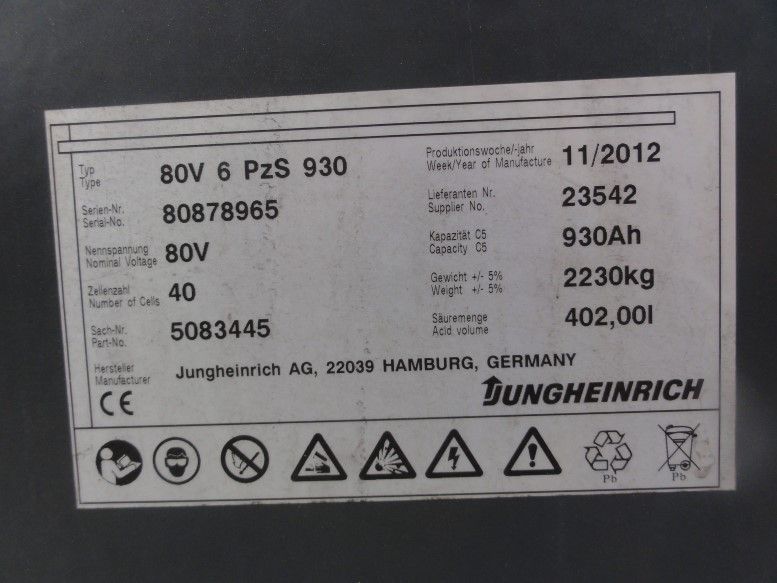 Typ
Type
80V 6 PzS 930
Serien-Nr.
Serial-No.
80878965
Nennspannung
Nominal Voltage
80V
Zellenzahl
Number of Cells
40
Sach-Nr.
Part-No.
5083445
Hersteller
Manufacturer
Jungheinrich AG, 22039 HAMBURG, GERMANY
Produktionswoche/-jahr
Week/Year of Manufacture
11/2012
Lieferanten Nr.
Supplier No.
23542
Kapazität C5
Capacity C5
930Ah
Gewicht +/- 5%
Weight +/- 5%
2230kg
Säuremenge
Acid volume
402,00l
CE
JUNGHEINRICH
Pb
Pb